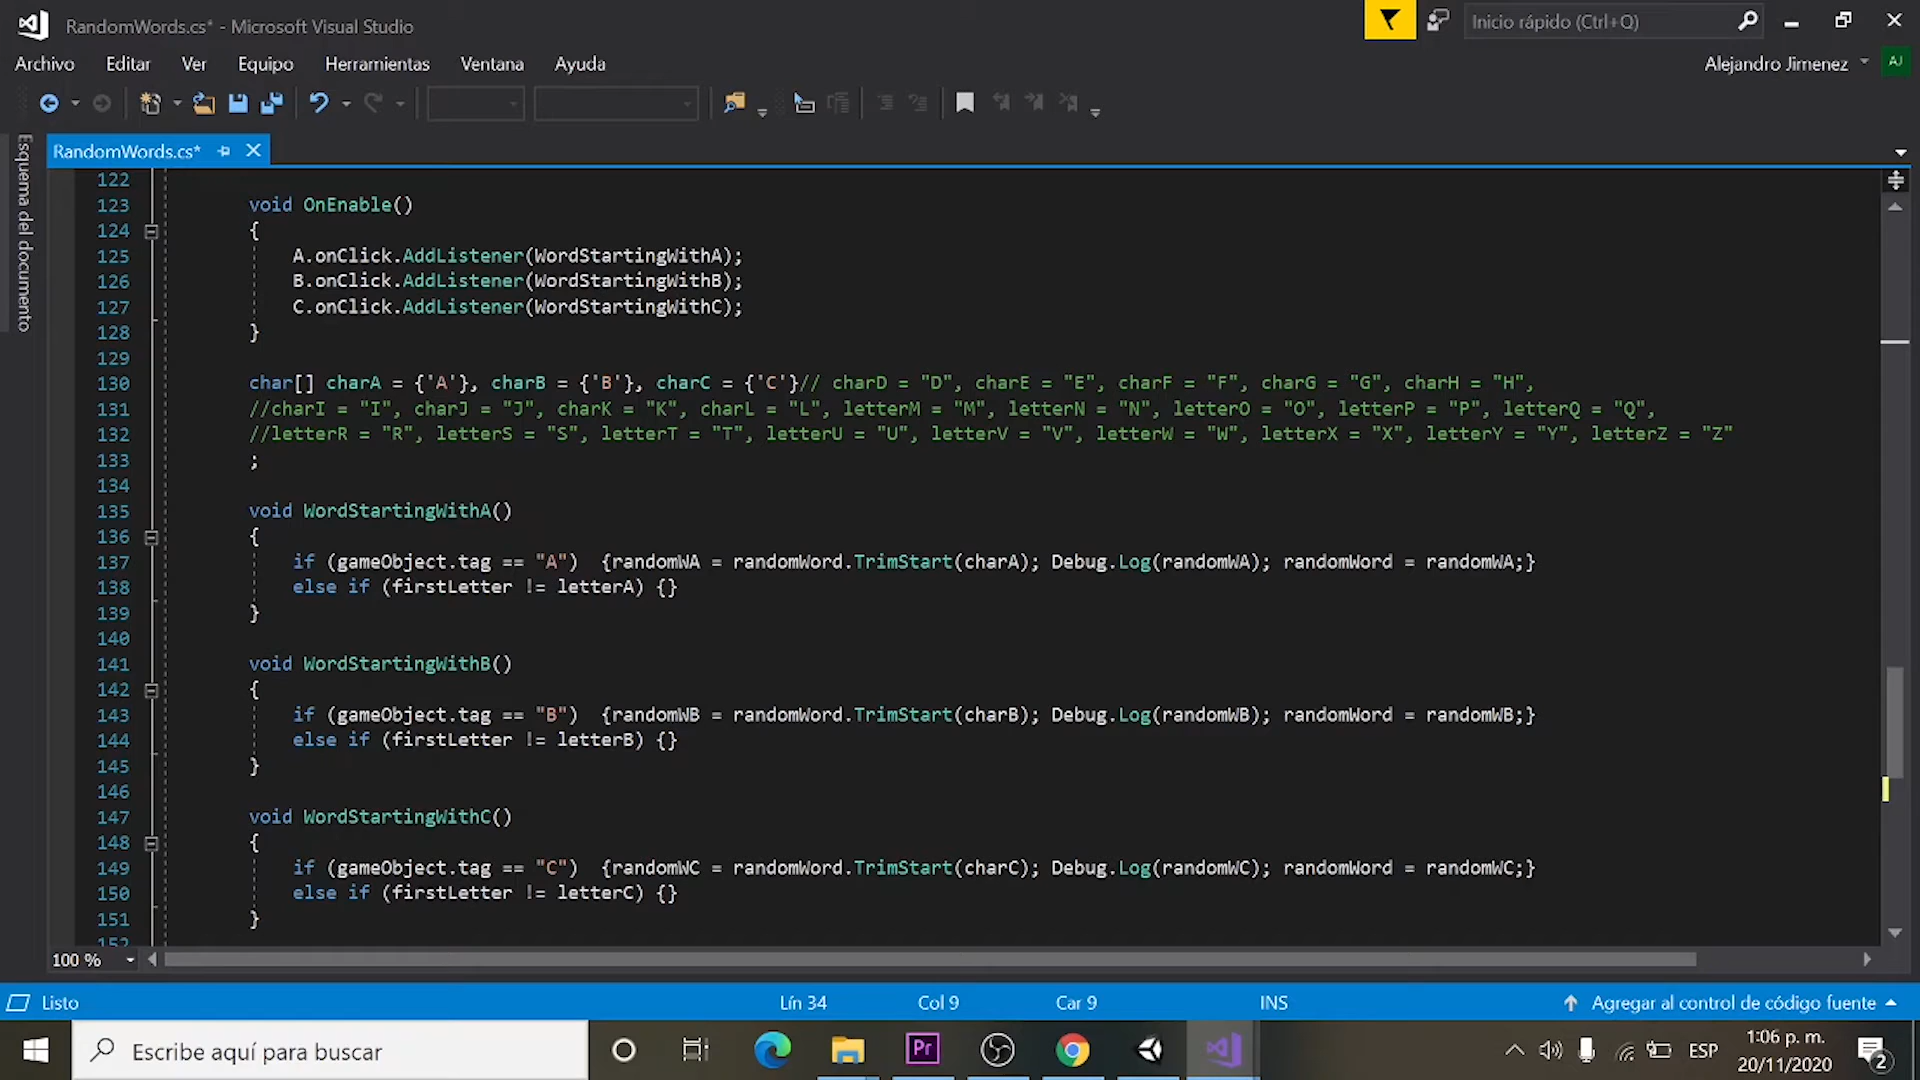 RandomWords.cs* - Microsoft Visual Studio
Inicio rápido (Ctrl+Q)
Archivo Editar Ver Equipo Herramientas Ventana Ayuda
Alejandro Jimenez AJ
Esquema del documento
RandomWords.cs*
122
123 void OnEnable()
124 {
125 A.onClick.AddListener(WordStartingWithA);
126 B.onClick.AddListener(WordStartingWithB);
127 C.onClick.AddListener(WordStartingWithC);
128 }
129
130 char[] charA = {'A'}, charB = {'B'}, charC = {'C'}// charD = "D", charE = "E", charF = "F", charG = "G", charH = "H",
131 //charI = "I", charJ = "J", charK = "K", charL = "L", letterM = "M", letterN = "N", letterO = "O", letterP = "P", letterQ = "Q",
132 //letterR = "R", letterS = "S", letterT = "T", letterU = "U", letterV = "V", letterW = "W", letterX = "X", letterY = "Y", letterZ = "Z"
133 ;
134
135 void WordStartingWithA()
136 {
137 if (gameObject.tag == "A") {randomWA = randomWord.TrimStart(charA); Debug.Log(randomWA); randomWord = randomWA;}
138 else if (firstLetter != letterA) {}
139 }
140
141 void WordStartingWithB()
142 {
143 if (gameObject.tag == "B") {randomWB = randomWord.TrimStart(charB); Debug.Log(randomWB); randomWord = randomWB;}
144 else if (firstLetter != letterB) {}
145 }
146
147 void WordStartingWithC()
148 {
149 if (gameObject.tag == "C") {randomWC = randomWord.TrimStart(charC); Debug.Log(randomWC); randomWord = randomWC;}
150 else if (firstLetter != letterC) {}
151 }
152
100 %
Listo Lín 34 Col 9 Car 9 INS Agregar al control de código fuente
Escribe aquí para buscar
Pr
ESP
1:06 p. m.
20/11/2020
2